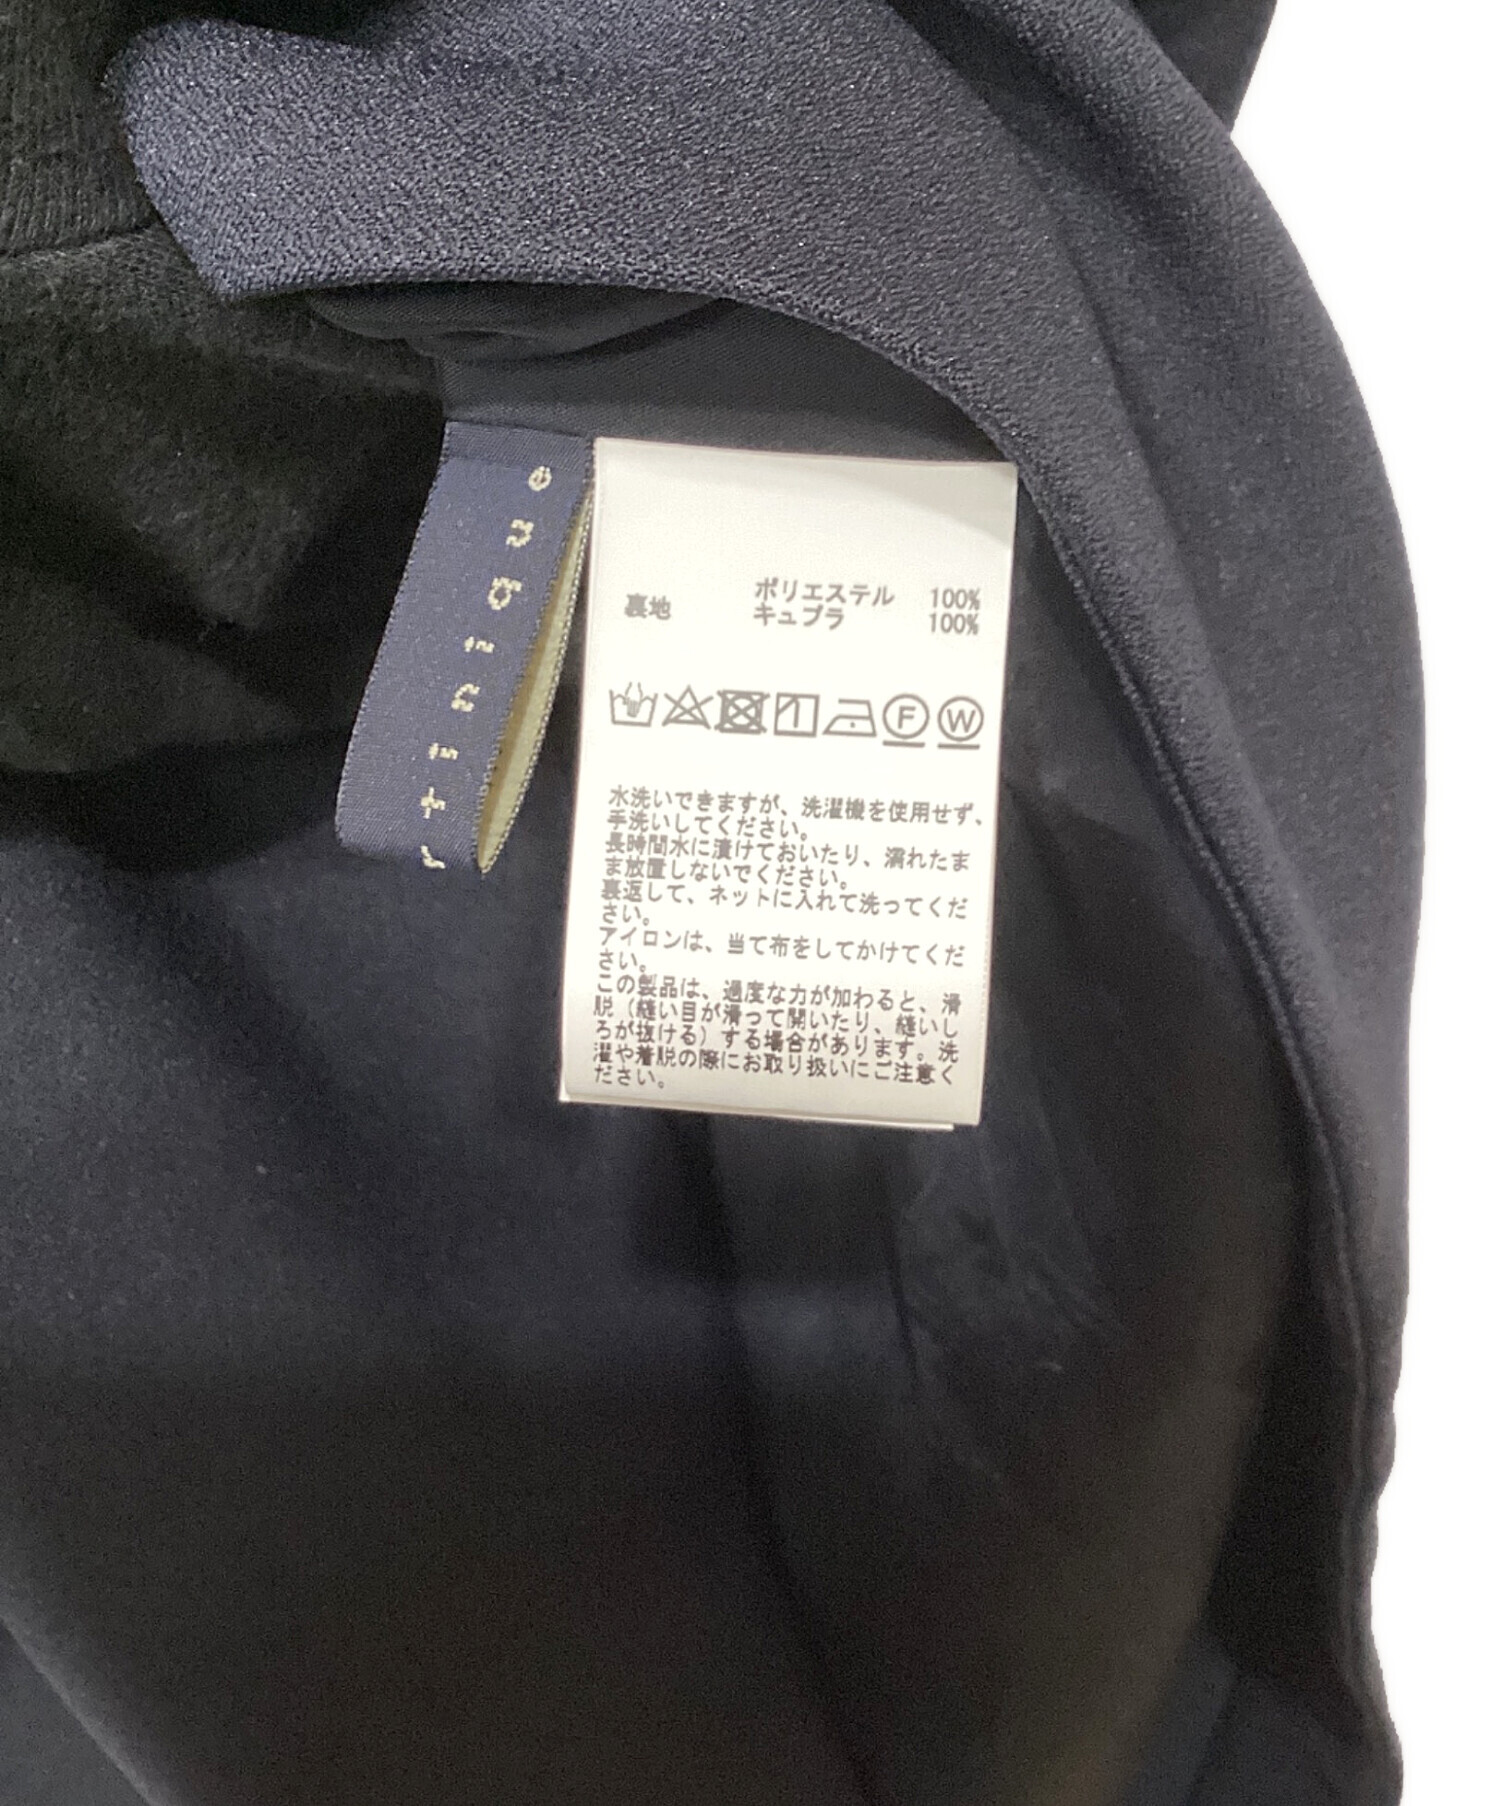 rtinique
ポリエステル 100%
裏地 キュプラ 100%
F W
水洗いできますが、洗濯機を使用せず、
手洗いしてください。
長時間水に漬けておいたり、濡れたま
ま放置しないでください。
裏返して、ネットに入れて洗ってくだ
さい。
アイロンは、当て布をしてかけてくだ
さい。
この製品は、過度な力が加わると、滑
脱（縫い目が滑って開いたり、縫いし
ろが抜ける）する場合があります。洗
濯や着脱の際にお取り扱いにご注意く
ださい。